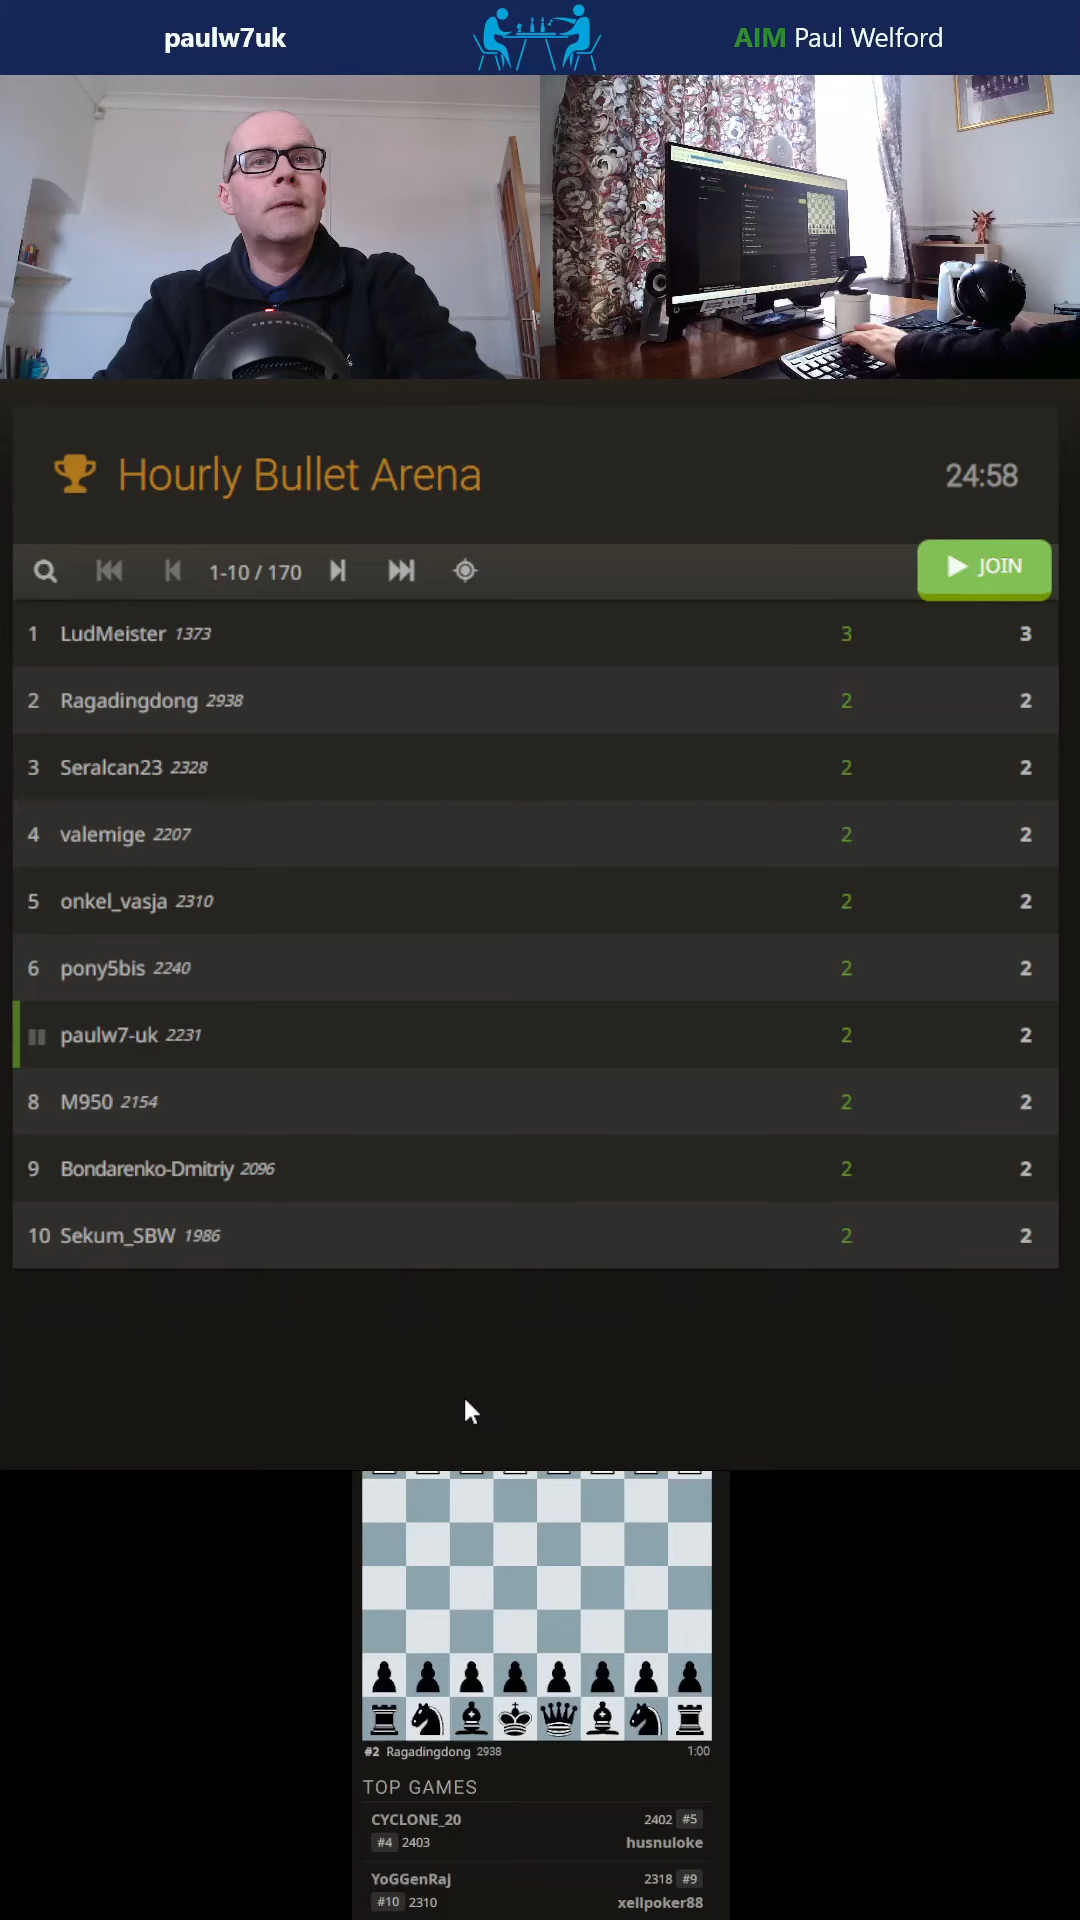 paulw7uk
AIM Paul Welford
Hourly Bullet Arena
24:58
1-10 / 170
JOIN
1 LudMeister 1373 3 3
2 Ragadingdong 2938 2 2
3 Seralcan23 2328 2 2
4 valemige 2207 2 2
5 onkel_vasja 2310 2 2
6 pony5bis 2240 2 2
paulw7-uk 2231 2 2
8 M950 2154 2 2
9 Bondarenko-Dmitriy 2096 2 2
10 Sekum_SBW 1986 2 2
#2 Ragadingdong 2938 1:00
TOP GAMES
CYCLONE_20 2402 #5
#4 2403 husnuloke
YoGGenRaj 2318 #9
#10 2310 xellpoker88